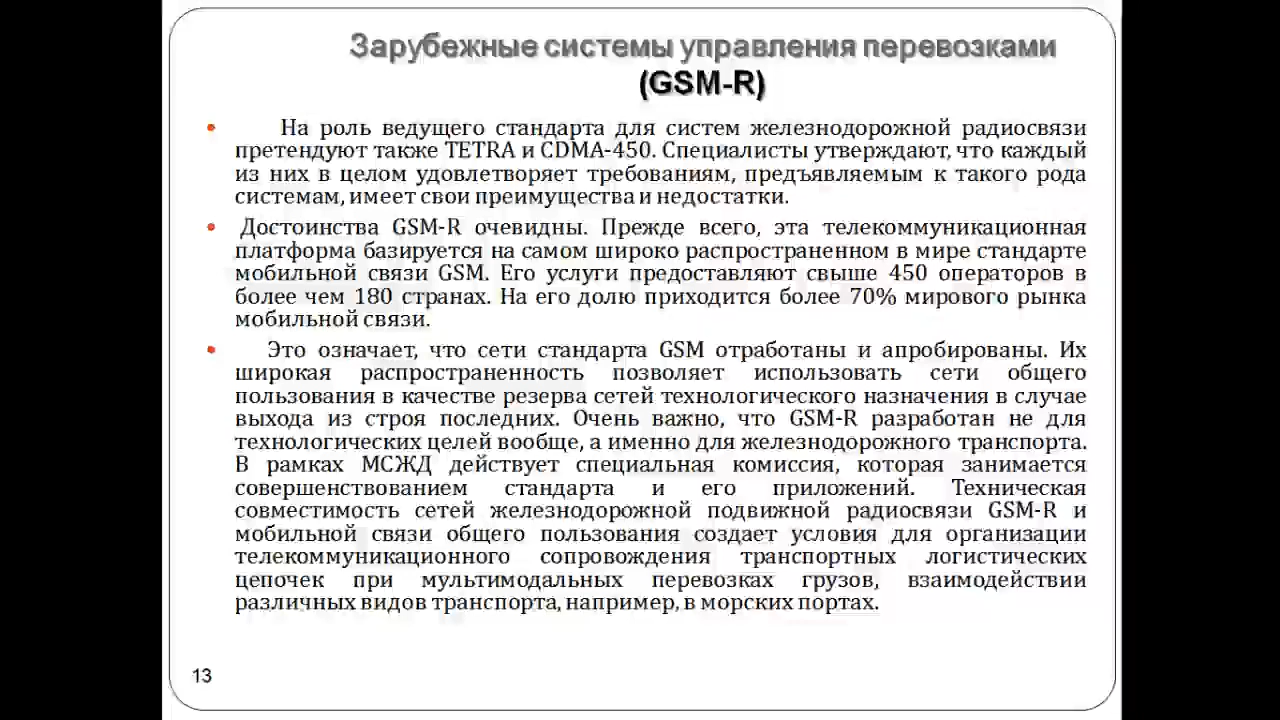 Зарубежные системы управления перевозками
(GSM-R)
• На роль ведущего стандарта для систем железнодорожной радиосвязи
претендуют также TETRA и CDMA-450. Специалисты утверждают, что каждый
из них в целом удовлетворяет требованиям, предъявляемым к такого рода
системам, имеет свои преимущества и недостатки.
• Достоинства GSM-R очевидны. Прежде всего, эта телекоммуникационная
платформа базируется на самом широко распространенном в мире стандарте
мобильной связи GSM. Его услуги предоставляют свыше 450 операторов в
более чем 180 странах. На его долю приходится более 70% мирового рынка
мобильной связи.
• Это означает, что сети стандарта GSM отработаны и апробированы. Их
широкая распространенность позволяет использовать сети общего
пользования в качестве резерва сетей технологического назначения в случае
выхода из строя последних. Очень важно, что GSM-R разработан не для
технологических целей вообще, а именно для железнодорожного транспорта.
В рамках МСЖД действует специальная комиссия, которая занимается
совершенствованием стандарта и его приложений. Техническая
совместимость сетей железнодорожной подвижной радиосвязи GSM-R и
мобильной связи общего пользования создает условия для организации
телекоммуникационного сопровождения транспортных логистических
цепочек при мультимодальных перевозках грузов, взаимодействии
различных видов транспорта, например, в морских портах.
13